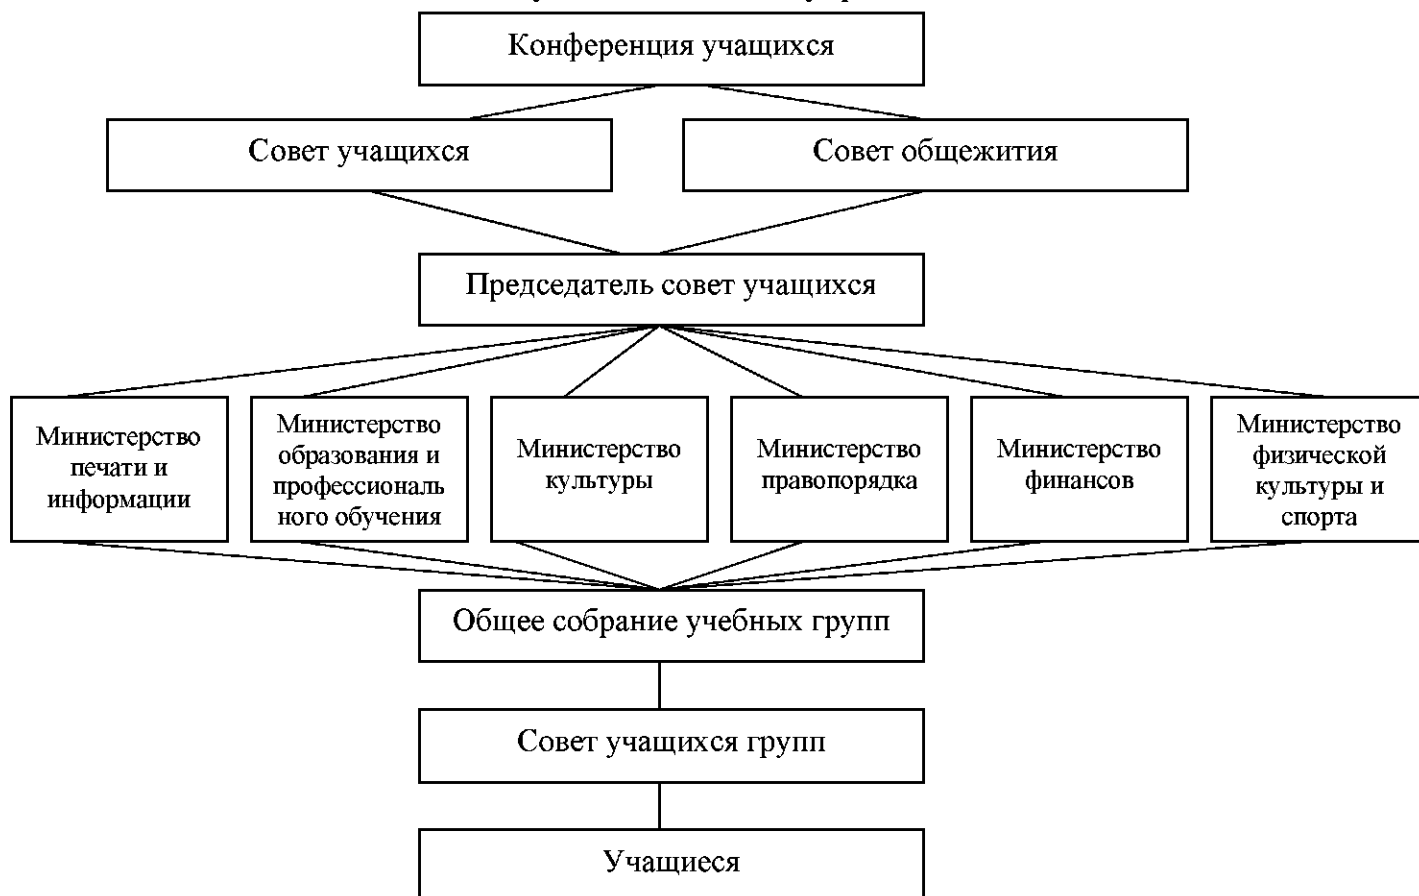 Конференция учащихся
Совет учащихся
Совет общежития
Председатель совет учащихся
Министерство
печати и
информации
Министерство
образования и
профессиональ
ного обучения
Министерство
культуры
Министерство
правопорядка
Министерство
финансов
Министерство
физической
культуры и
спорта
Общее собрание учебных групп
Совет учащихся групп
Учащиеся